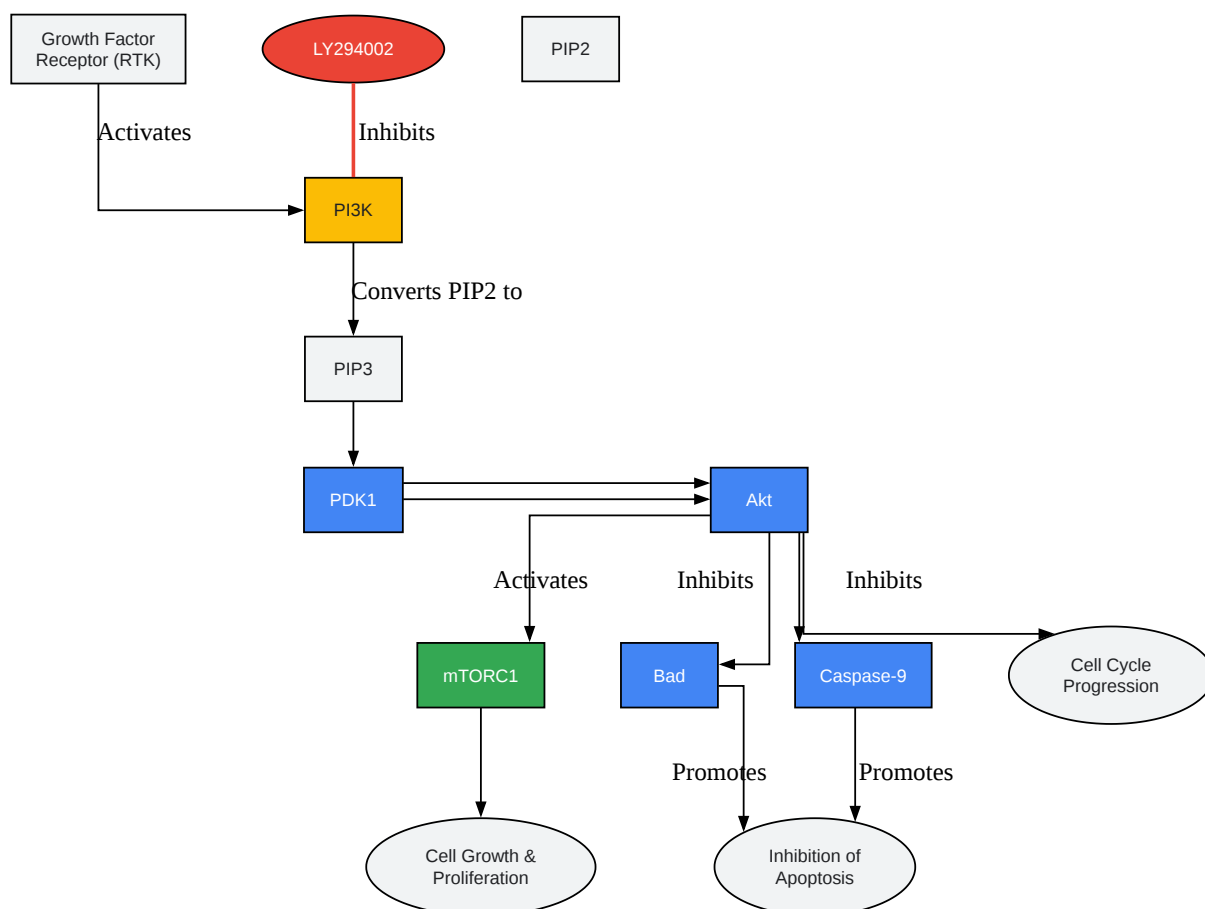 Growth Factor
Receptor (RTK)
LY294002
PIP2
Activates
Inhibits
PI3K
Converts PIP2 to
PIP3
PDK1
Akt
Activates
Inhibits
Inhibits
mTORC1
Bad
Caspase-9
Cell Cycle
Progression
Promotes
Promotes
Cell Growth &
Proliferation
Inhibition of
Apoptosis